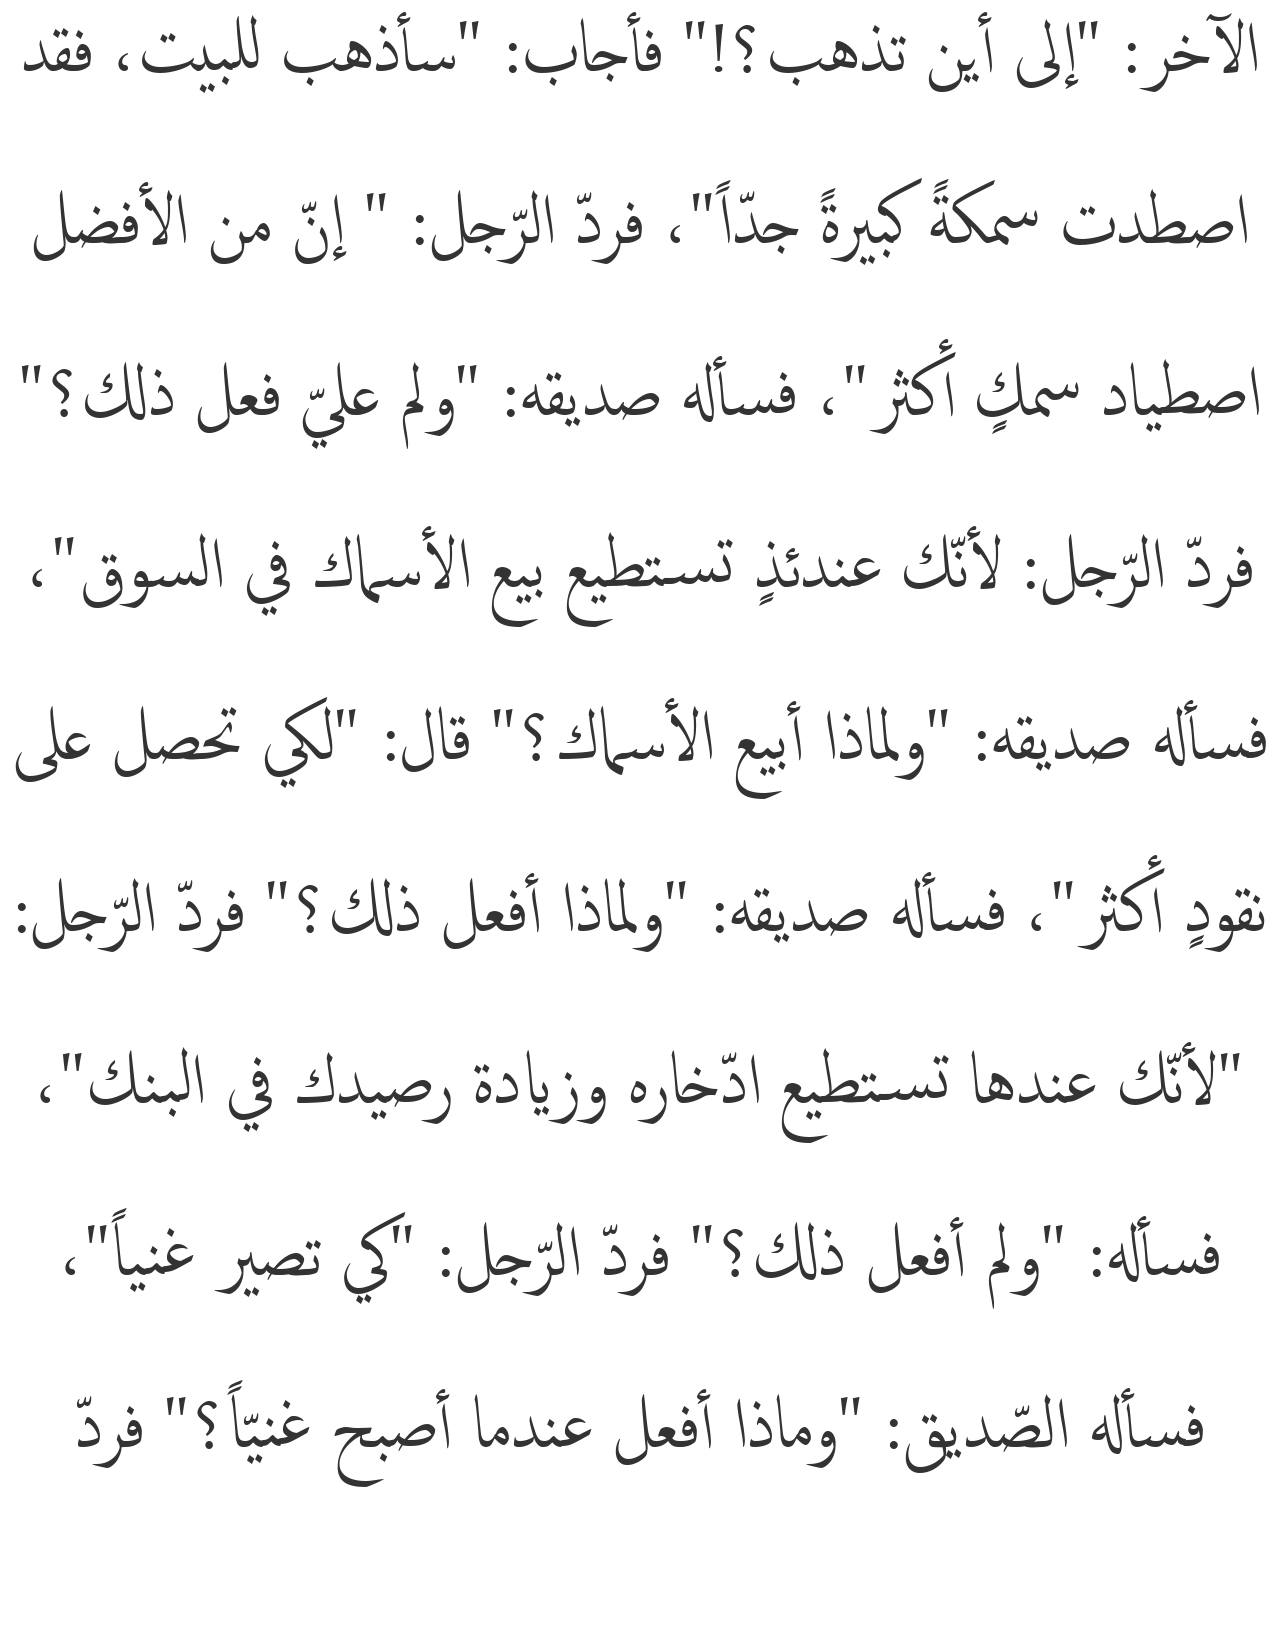 الآخر: "إلى أين تذهب؟!" فأجاب: "سأذهب للبيت، فقد
اصطدت سمكةً كبيرةً جدّاً"، فردّ الرّجل: " إنّ من الأفضل
اصطياد سمكٍ أكثر"، فسأله صديقه: "ولم عليّ فعل ذلك؟"
فردّ الرّجل: لأنّك عندئذٍ تستطيع بيع الأسماك في السوق"،
فسأله صديقه: "ولماذا أبيع الأسماك؟" قال: "لكي تحصل على
نقودٍ أكثر"، فسأله صديقه: "ولماذا أفعل ذلك؟" فردّ الرّجل:
"لأنّك عندها تستطيع ادّخاره وزيادة رصيدك في البنك"،
فسأله: "ولم أفعل ذلك؟" فردّ الرّجل: "كي تصير غنياً"،
فسأله الصّديق: "وماذا أفعل عندما أصبح غنيّاً؟" فردّ